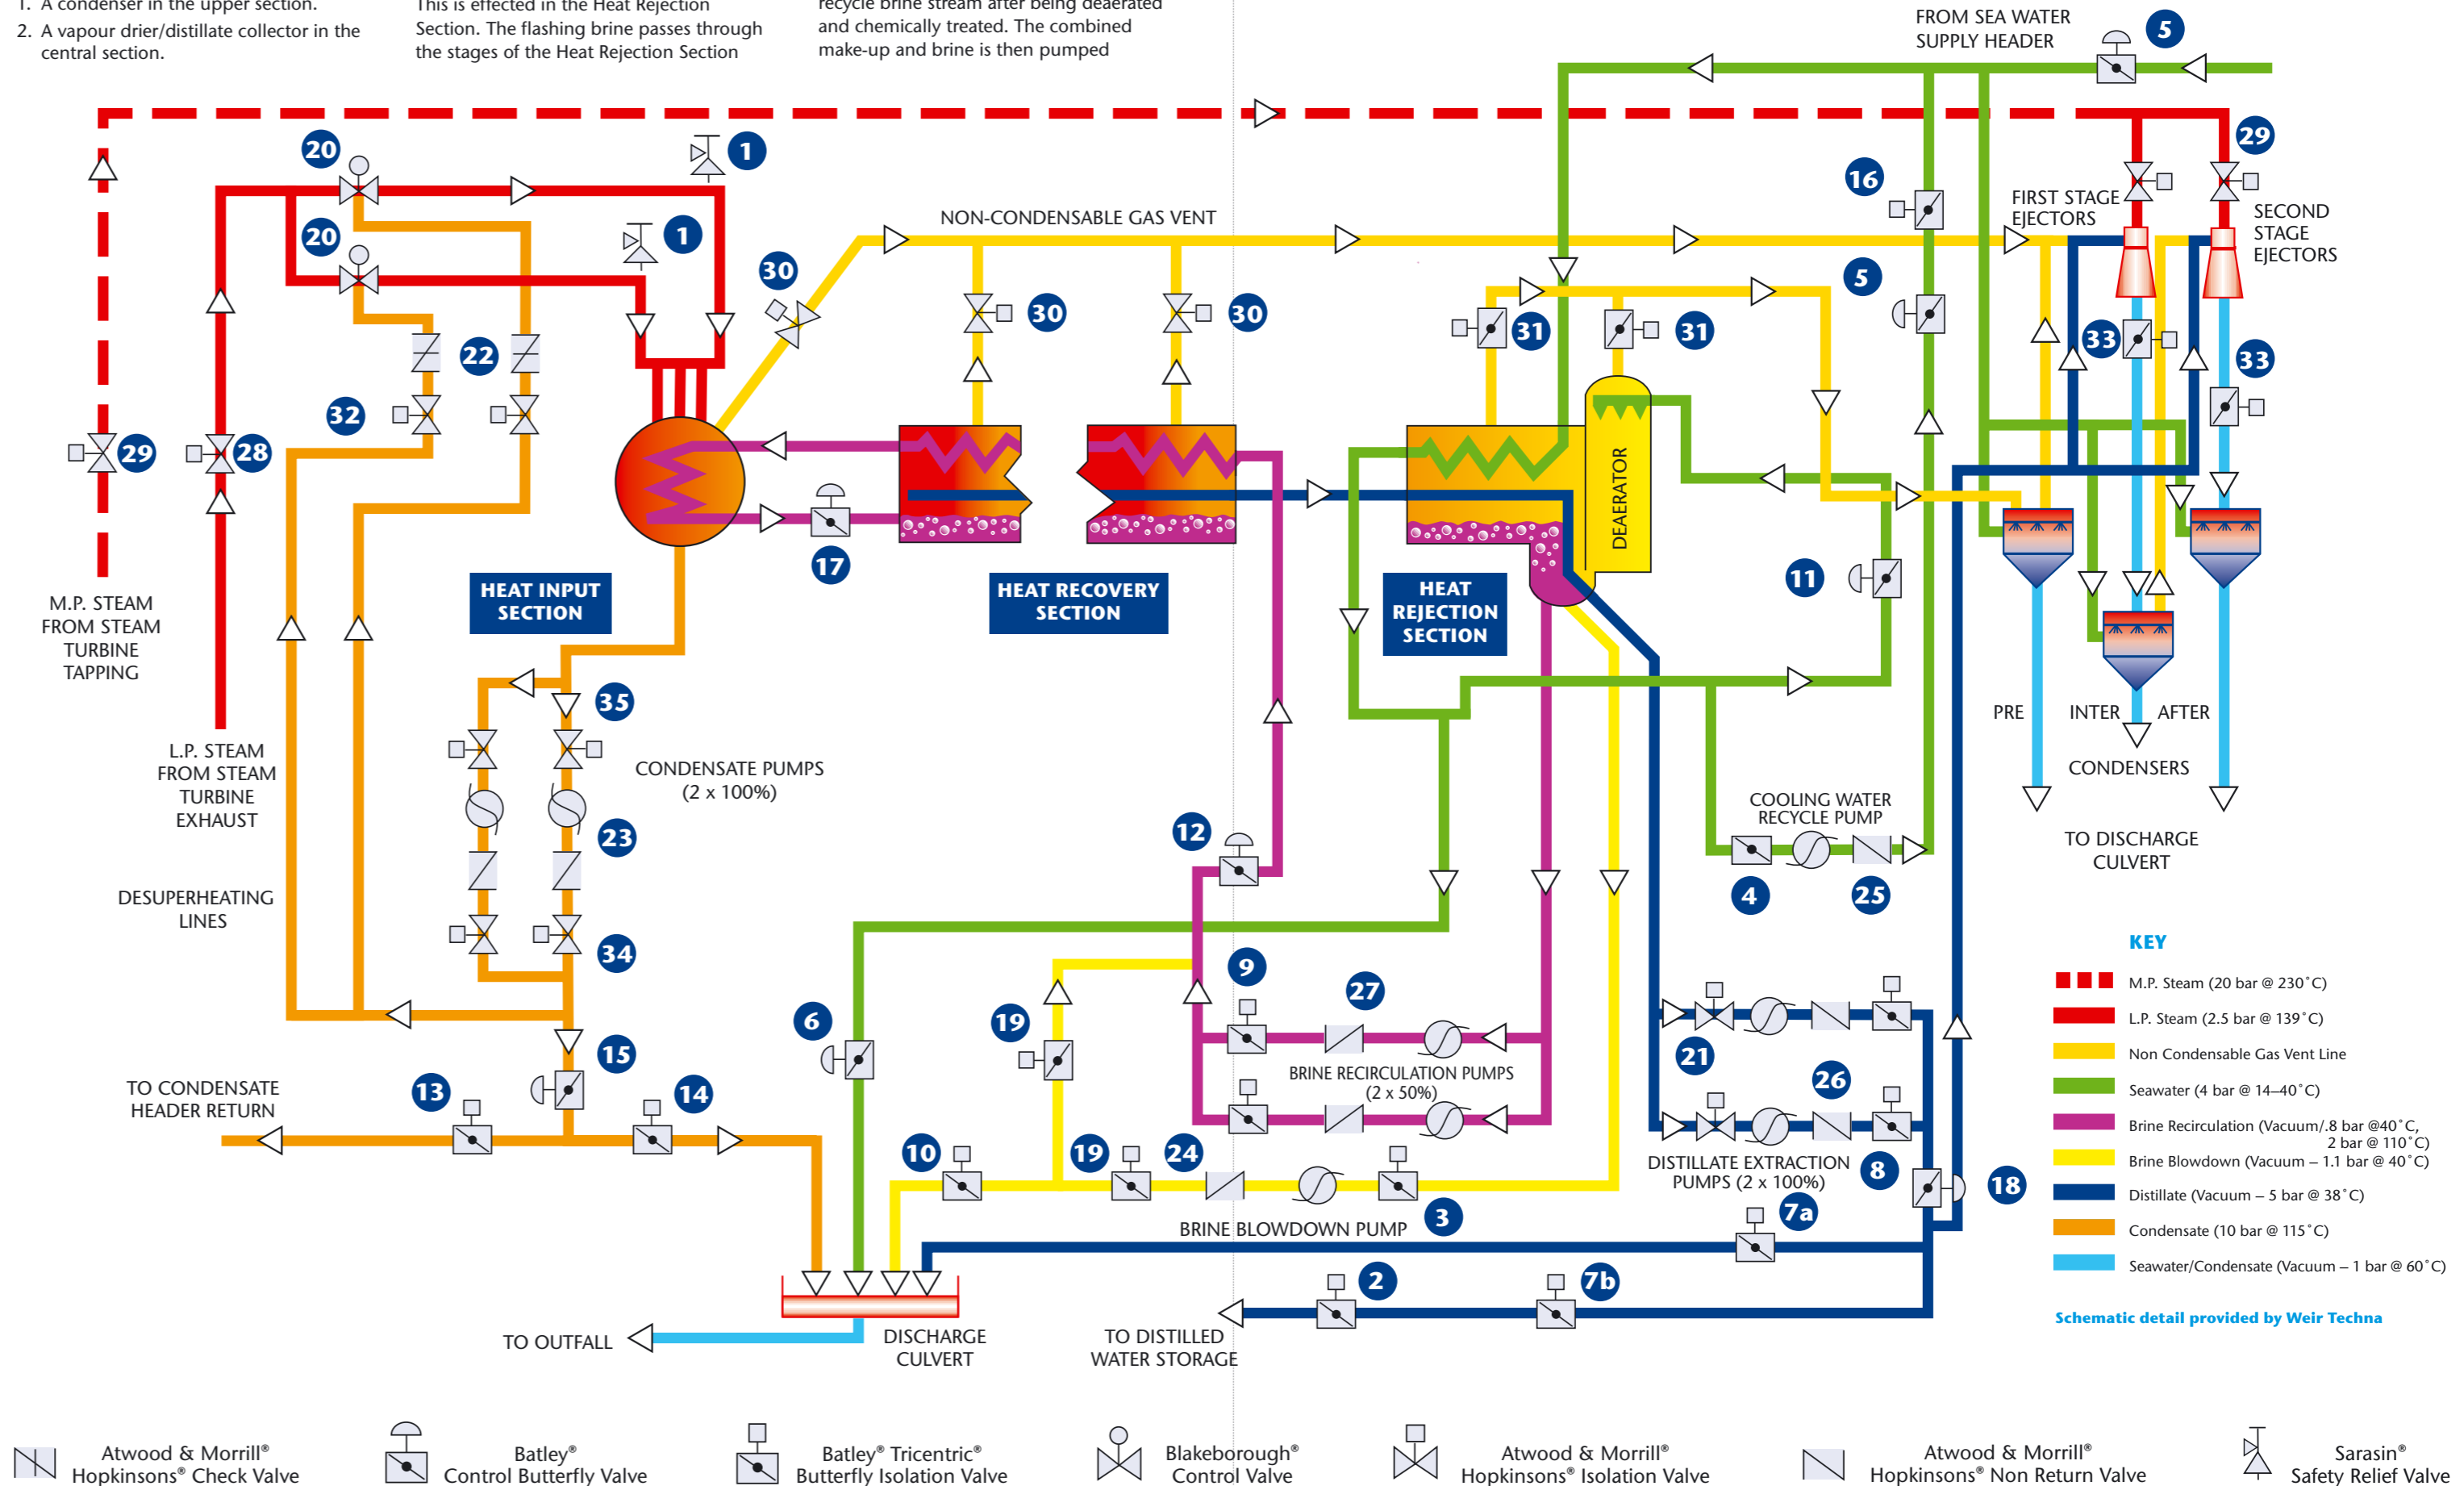 1. A condenser in the upper section.
2. A vapour drier/distillate collector in the
central section.
This is effected in the Heat Rejection
Section. The flashing brine passes through
the stages of the Heat Rejection Section
recycle brine stream after being deaerated
and chemically treated. The combined
make-up and brine is then pumped
FROM SEA WATER
SUPPLY HEADER
5
20
1
29
16
FIRST STAGE
EJECTORS
SECOND
STAGE
EJECTORS
NON-CONDENSABLE GAS VENT
20
1
30
30
30
5
31
31
33
33
22
32
29
28
DEAERATOR
17
11
HEAT INPUT
SECTION
HEAT RECOVERY
SECTION
HEAT
REJECTION
SECTION
M.P. STEAM
FROM STEAM
TURBINE
TAPPING
35
PRE
INTER
AFTER
CONDENSERS
L.P. STEAM
FROM STEAM
TURBINE
EXHAUST
CONDENSATE PUMPS
(2 x 100%)
23
12
COOLING WATER
RECYCLE PUMP
TO DISCHARGE
CULVERT
4
25
DESUPERHEATING
LINES
34
9
27
6
19
21
15
BRINE RECIRCULATION PUMPS
(2 x 50%)
26
TO CONDENSATE
HEADER RETURN
13
14
10
19
24
3
DISTILLATE EXTRACTION
PUMPS (2 x 100%)
8
18
BRINE BLOWDOWN PUMP
7a
2
7b
TO OUTFALL
DISCHARGE
CULVERT
TO DISTILLED
WATER STORAGE
KEY
M.P. Steam (20 bar @ 230˚C)
L.P. Steam (2.5 bar @ 139˚C)
Non Condensable Gas Vent Line
Seawater (4 bar @ 14–40˚C)
Brine Recirculation (Vacuum/.8 bar @40˚C,
2 bar @ 110˚C)
Brine Blowdown (Vacuum – 1.1 bar @ 40˚C)
Distillate (Vacuum – 5 bar @ 38˚C)
Condensate (10 bar @ 115˚C)
Seawater/Condensate (Vacuum – 1 bar @ 60˚C)
Schematic detail provided by Weir Techna
Atwood & Morrill®
Hopkinsons® Check Valve
Batley®
Control Butterfly Valve
Batley® Tricentric®
Butterfly Isolation Valve
Blakeborough®
Control Valve
Atwood & Morrill®
Hopkinsons® Isolation Valve
Atwood & Morrill®
Hopkinsons® Non Return Valve
Sarasin®
Safety Relief Valve